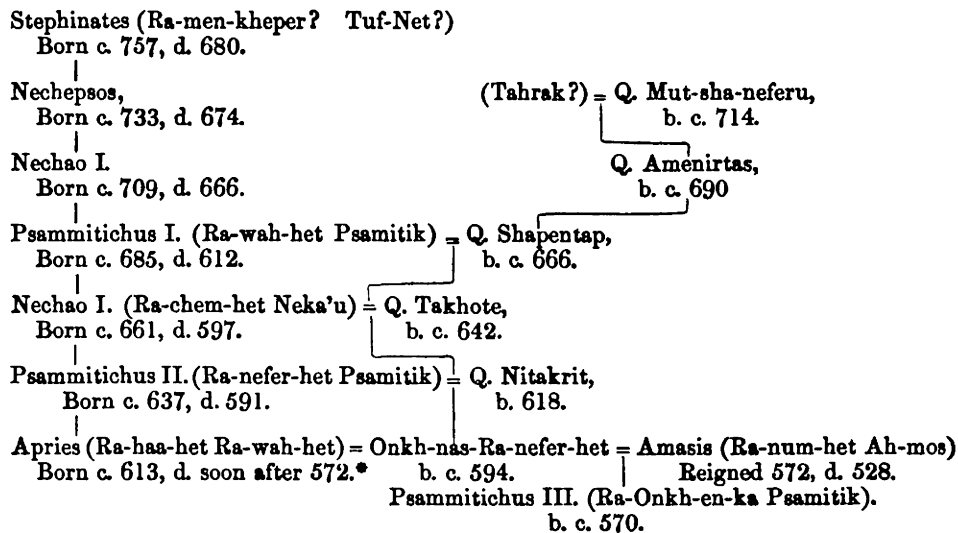 Stephinates (Ra-men-kheper? Tuf-Net?)
Born c. 757, d. 680.
Nechepsos, (Tahrak?) = Q. Mut-sha-neferu,
Born c. 733, d. 674. b. c. 714.
Nechao I. Q. Amenirtas,
Born c. 709, d. 666. b. c. 690
Psammitichus I. (Ra-wah-het Psamitik) = Q. Shapentap,
Born c. 685, d. 612. b. c. 666.
Nechao I. (Ra-chem-het Neka'u) = Q. Takhote,
Born c. 661, d. 597. b. c. 642.
Psammitichus II. (Ra-nefer-het Psamitik) = Q. Nitakrit,
Born c. 637, d. 591. b. 618.
Apries (Ra-haa-het Ra-wah-het) = Onkh-nas-Ra-nefer-het = Amasis (Ra-num-het Ah-mos)
Born c. 613, d. soon after 572.* b. c. 594. Reigned 572, d. 528.
Psammitichus III. (Ra-Onkh-en-ka Psamitik).
b. c. 570.